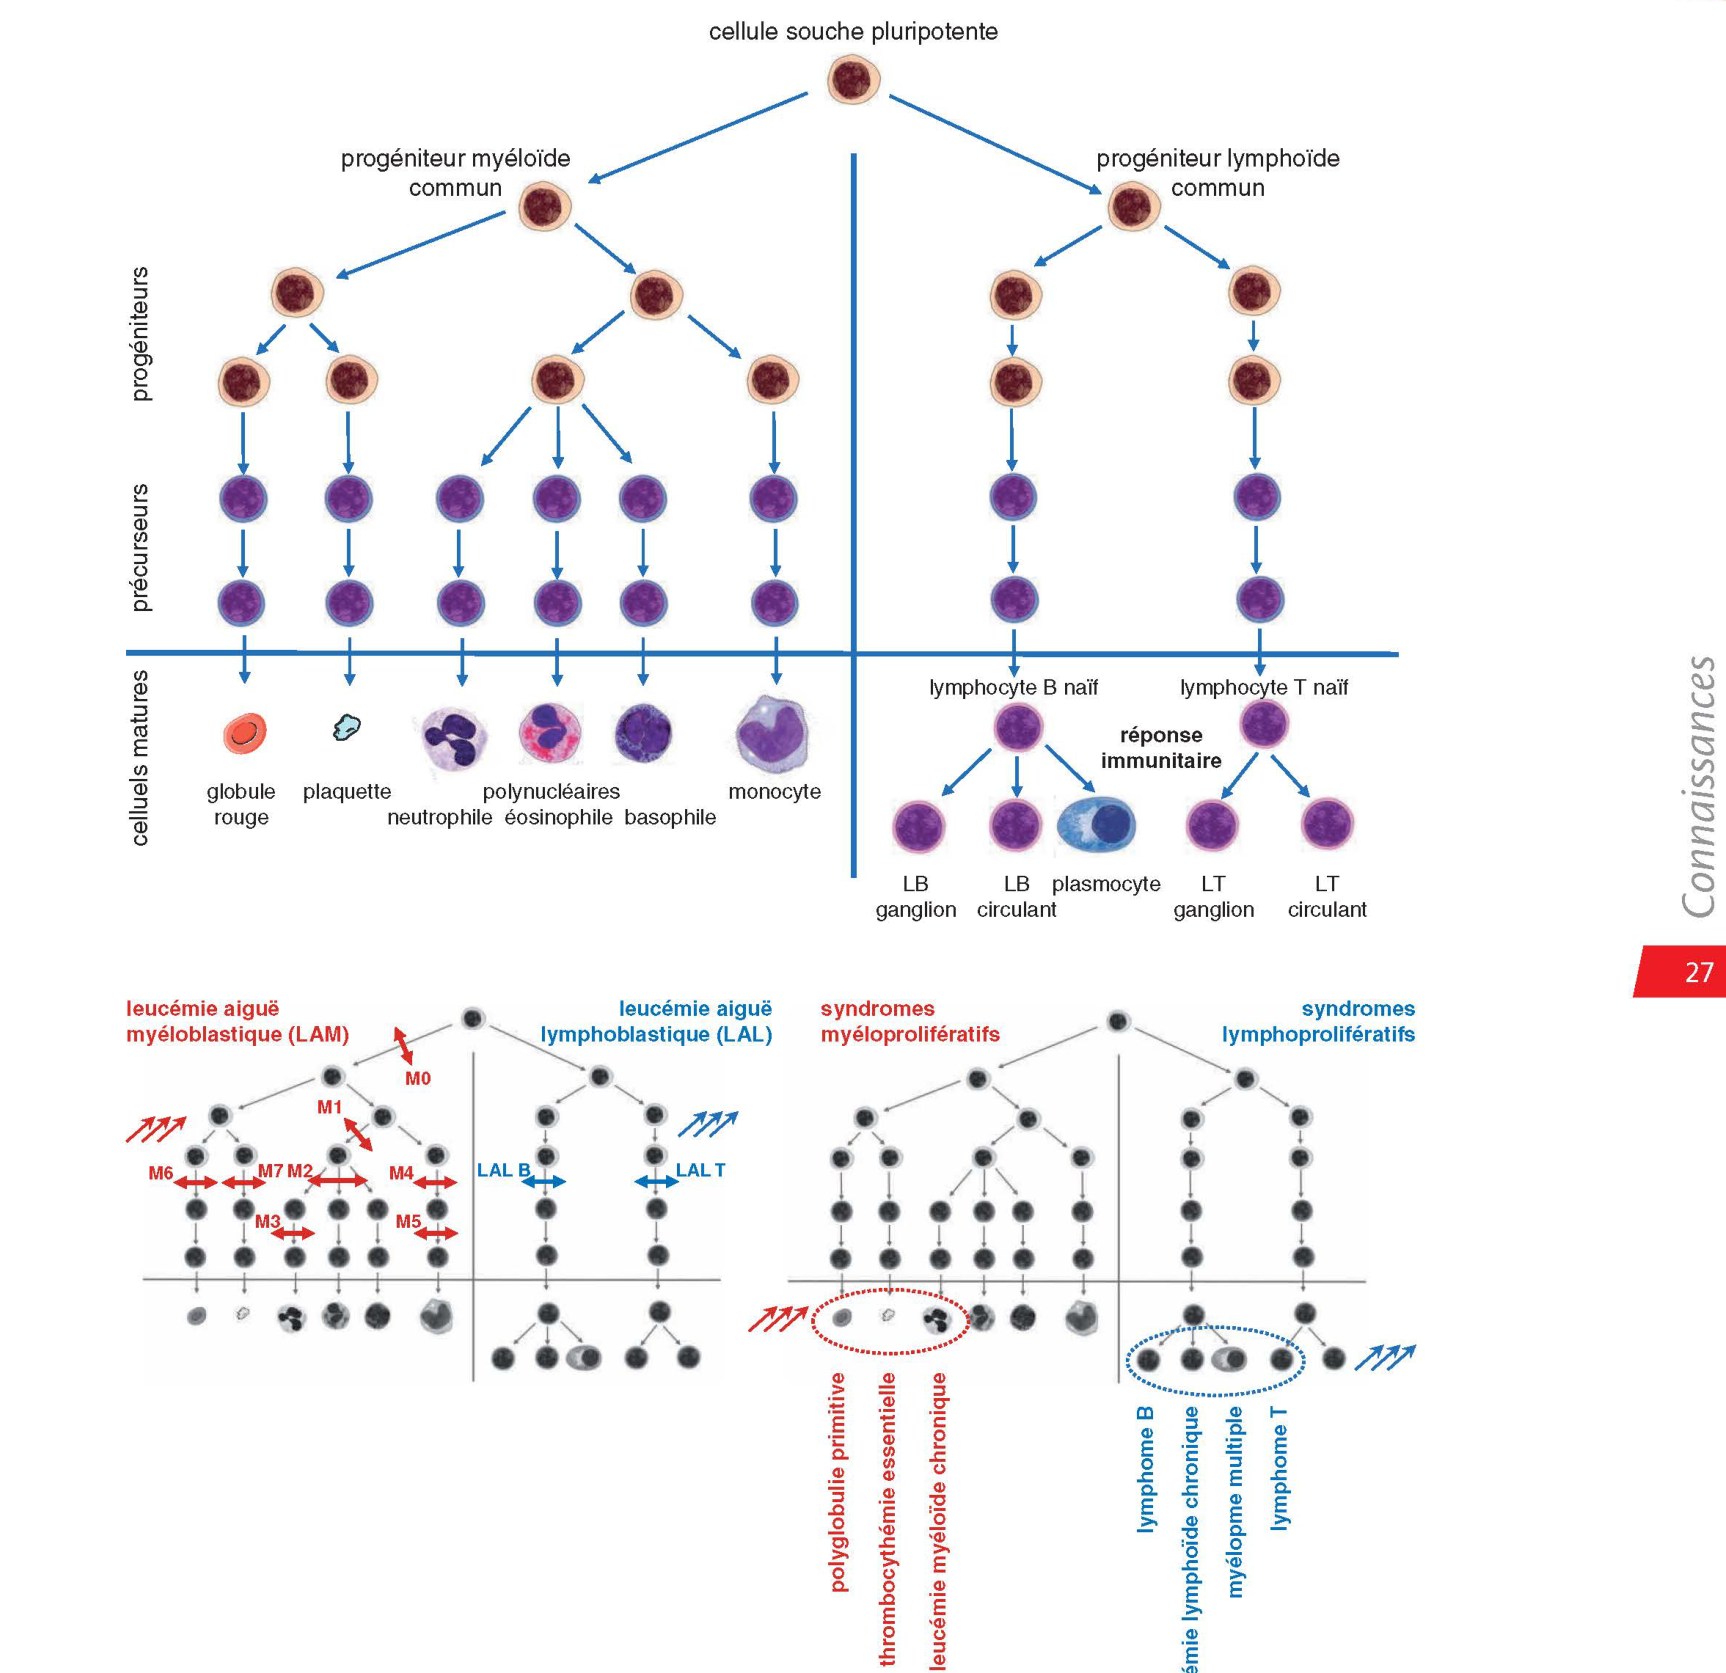 cellule souche pluripotente
progéniteur myéloïde
commun
progéniteur lymphoïde
commun
progéniteurs
précurseurs
celluels matures
lymphocyte B naïf
lymphocyte T naïf
réponse
immunitaire
globule
rouge
plaquette
polynucléaires
neutrophile éosinophile basophile
monocyte
LB
ganglion
LB
circulant
plasmocyte
LT
ganglion
LT
circulant
Connaissances
27
leucémie aiguë
myéloblastique (LAM)
leucémie aiguë
lymphoblastique (LAL)
M0
M1
M6
M7 M2
M4
M3
M5
LAL B
LAL T
syndromes
myéloprolifératifs
syndromes
lymphoprolifératifs
polyglobulie primitive
thrombocythémie essentielle
leucémie myéloïde chronique
lymphome B
émie lymphoïde chronique
myélopme multiple
lymphome T